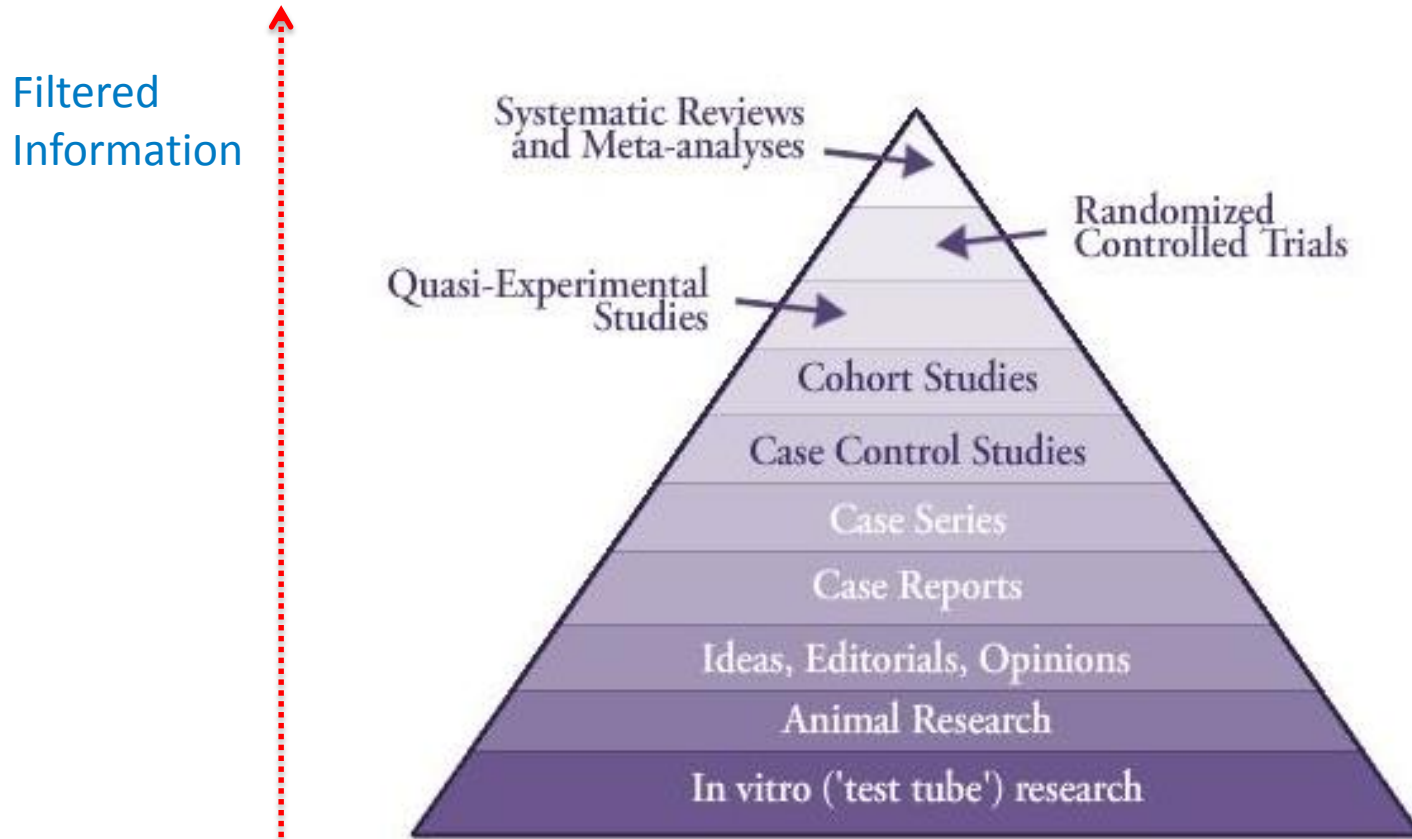 Filtered
Information
Systematic Reviews
and Meta-analyses
Randomized
Controlled Trials
Quasi-Experimental
Studies
Cohort Studies
Case Control Studies
Case Series
Case Reports
Ideas, Editorials, Opinions
Animal Research
In vitro ('test tube') research